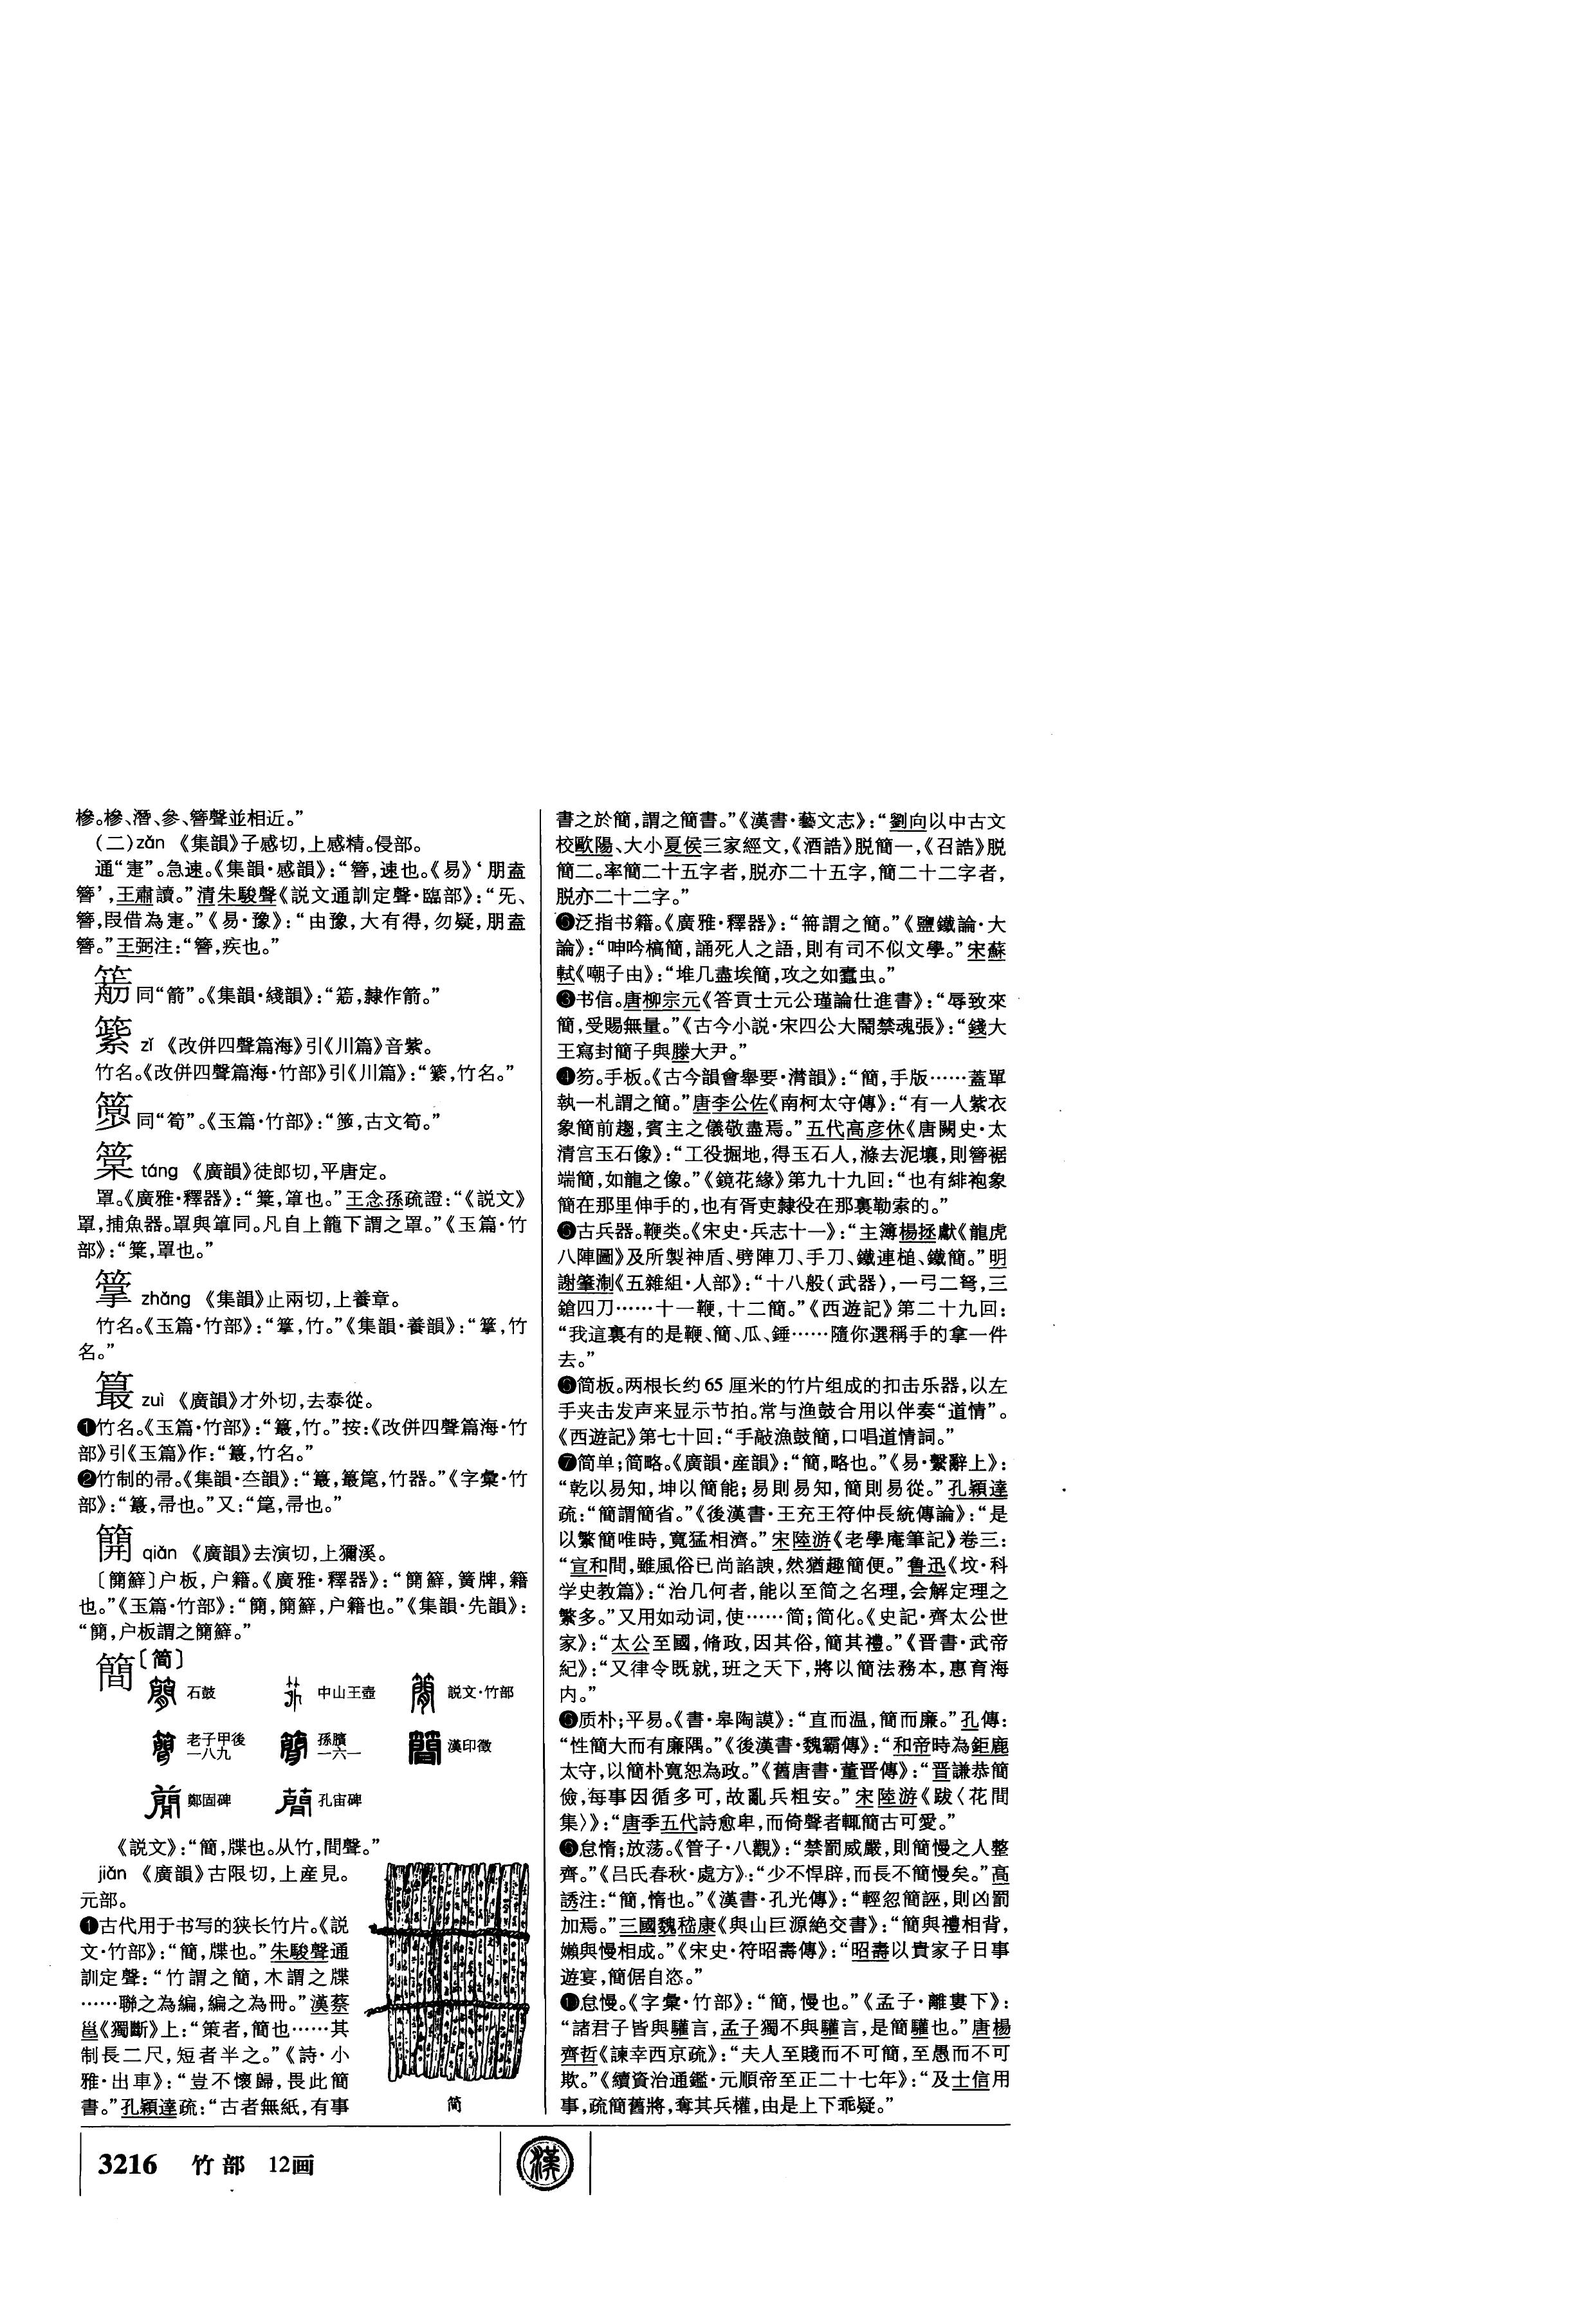 槮。槮、潛、參、簪聲並相近。”
(二)zǎn 《集韻》子感切,上感精。侵部。
通“疌”。急速。《集韻·感韻》:“簪,速也。《易》‘朋盍
簪’,王肅讀。”清朱駿聲《説文通訓定聲·臨部》:“兂、
簪,叚借為疌。”《易·豫》:“由豫,大有得,勿疑,朋盍
簪。”王弼注:“簪,疾也。”
同“箭”。《集韻·綫韻》:“,隸作箭。”
zǐ 《改併四聲篇海》引《川篇》音紫。
竹名。《改併四聲篇海·竹部》引《川篇》:“,竹名。”
同“筍”。《玉篇·竹部》:“,古文筍。”
táng 《廣韻》徒郎切,平唐定。
罩。《廣雅·釋器》:“,篧也。”王念孫疏證:“《説文》
罩,捕魚器。罩與篧同。凡自上籠下謂之罩。”《玉篇·竹
部》:“,罩也。”
zhǎng 《集韻》止兩切,上養章。
竹名。《玉篇·竹部》:“,竹。”《集韻·養韻》:“,竹
名。”
zuì 《廣韻》才外切,去泰從。
❶竹名。《玉篇·竹部》:“,竹。”按:《改併四聲篇海·竹
部》引《玉篇》作:“,竹名。”
❷竹制的帚。《集韻·夳韻》:“,竹器。”《字彙·竹
部》:“,帚也。”又:“,帚也。”
qiǎn 《廣韻》去演切,上獮溪。
〔〕户板,户籍。《廣雅·釋器》:“,簧牌,籍
也。”《玉篇·竹部》:“,户籍也。”《集韻·先韻》:
“,户板謂之。”
簡〔简〕
石鼓 中山王壺 説文·竹部
老子甲後一八九 孫臏一六一 漢印徵
鄭固碑 孔宙碑
《説文》:“簡,牒也。从竹,間聲。”
jiǎn 《廣韻》古限切,上産見。
元部。
❶古代用于书写的狭长竹片。《説
文·竹部》:“簡,牒也。”朱駿聲通
訓定聲:“竹謂之簡,木謂之牒
……聯之為編,編之為冊。”漢蔡
邕《獨斷》上:“策者,簡也……其
制長二尺,短者半之。”《詩·小
雅·出車》:“豈不懷歸,畏此簡
書。”孔穎達疏:“古者無紙,有事
简
書之於簡,謂之簡書。”《漢書·藝文志》:“劉向以中古文
校歐陽、大小夏侯三家經文,《酒誥》脱簡一,《召誥》脱
簡二。率簡二十五字者,脱亦二十五字,簡二十二字者,
脱亦二十二字。”
泛指书籍。《廣雅·釋器》:“笧謂之簡。”《鹽鐵論·大
論》:“呻吟槁簡,誦死人之語,則有司不似文學。”宋蘇
軾《嘲子由》:“堆几盡埃簡,攻之如蠹虫。”
❸书信。唐柳宗元《答貢士元公瑾論仕進書》:“辱致來
簡,受賜無量。”《古今小説·宋四公大鬧禁魂張》:“錢大
王寫封簡子與滕大尹。”
❹笏。手板。《古今韻會舉要·潸韻》:“簡,手版……蓋單
執一札謂之簡。”唐李公佐《南柯太守傳》:“有一人紫衣
象簡前趨,賓主之儀敬盡焉。”五代高彦休《唐闕史·太
清宫玉石像》:“工役掘地,得玉石人,滌去泥壤,則簪裾
端簡,如龍之像。”《鏡花緣》第九十九回:“也有緋袍象
簡在那里伸手的,也有胥吏隸役在那裏勒索的。”
古兵器。鞭类。《宋史·兵志十一》:“主簿楊拯獻《龍虎
八陣圖》及所製神盾、劈陣刀、手刀、鐵連槌、鐵簡。”明
謝肇淛《五雜組·人部》:“十八般(武器),一弓二弩,三
鎗四刀……十一鞭,十二簡。”《西遊記》第二十九回:
“我這裏有的是鞭、簡、瓜、錘……隨你選稱手的拿一件
去。”
简板。两根长约65厘米的竹片组成的扣击乐器,以左
手夹击发声来显示节拍。常与渔鼓合用以伴奏“道情”。
《西遊記》第七十回:“手敲漁鼓簡,口唱道情詞。”
❼简单;简略。《廣韻·産韻》:“簡,略也。”《易·繫辭上》:
“乾以易知,坤以簡能;易則易知,簡則易從。”孔穎達
疏:“簡謂簡省。”《後漢書·王充王符仲長統傳論》:“是
以繁簡唯時,寬猛相濟。”宋陸游《老學庵筆記》卷三:
“宣和間,雖風俗已尚諂諛,然猶趣簡便。”鲁迅《坟·科
学史教篇》:“治几何者,能以至简之名理,会解定理之
繁多。”又用如动词,使……简;简化。《史記·齊太公世
家》:“太公至國,脩政,因其俗,簡其禮。”《晋書·武帝
紀》:“又律令既就,班之天下,將以簡法務本,惠育海
内。”
质朴;平易。《書·皋陶謨》:“直而温,簡而廉。”孔傳:
“性簡大而有廉隅。”《後漢書·魏霸傳》:“和帝時為鉅鹿
太守,以簡朴寬恕為政。”《舊唐書·董晋傳》:“晋謙恭簡
儉,每事因循多可,故亂兵粗安。”宋陸游《跋〈花間
集〉》:“唐季五代詩愈卑,而倚聲者輒簡古可愛。”
怠惰;放荡。《管子·八觀》:“禁罰威嚴,則簡慢之人整
齊。”《吕氏春秋·處方》:“少不悍辟,而長不簡慢矣。”高
誘注:“簡,惰也。”《漢書·孔光傳》:“輕忽簡誣,則凶罰
加焉。”三國魏嵇康《與山巨源絶交書》:“簡與禮相背,
嬾與慢相成。”《宋史·符昭壽傳》:“昭壽以貴家子日事
遊宴,簡倨自恣。”
怠慢。《字彙·竹部》:“簡,慢也。”《孟子·離婁下》:
“諸君子皆與驩言,孟子獨不與驩言,是簡驩也。”唐楊
齊哲《諫幸西京疏》:“夫人至賤而不可簡,至愚而不可
欺。”《續資治通鑑·元順帝至正二十七年》:“及士信用
事,疏簡舊將,奪其兵權,由是上下乖疑。”
3216 竹部 12画
漢